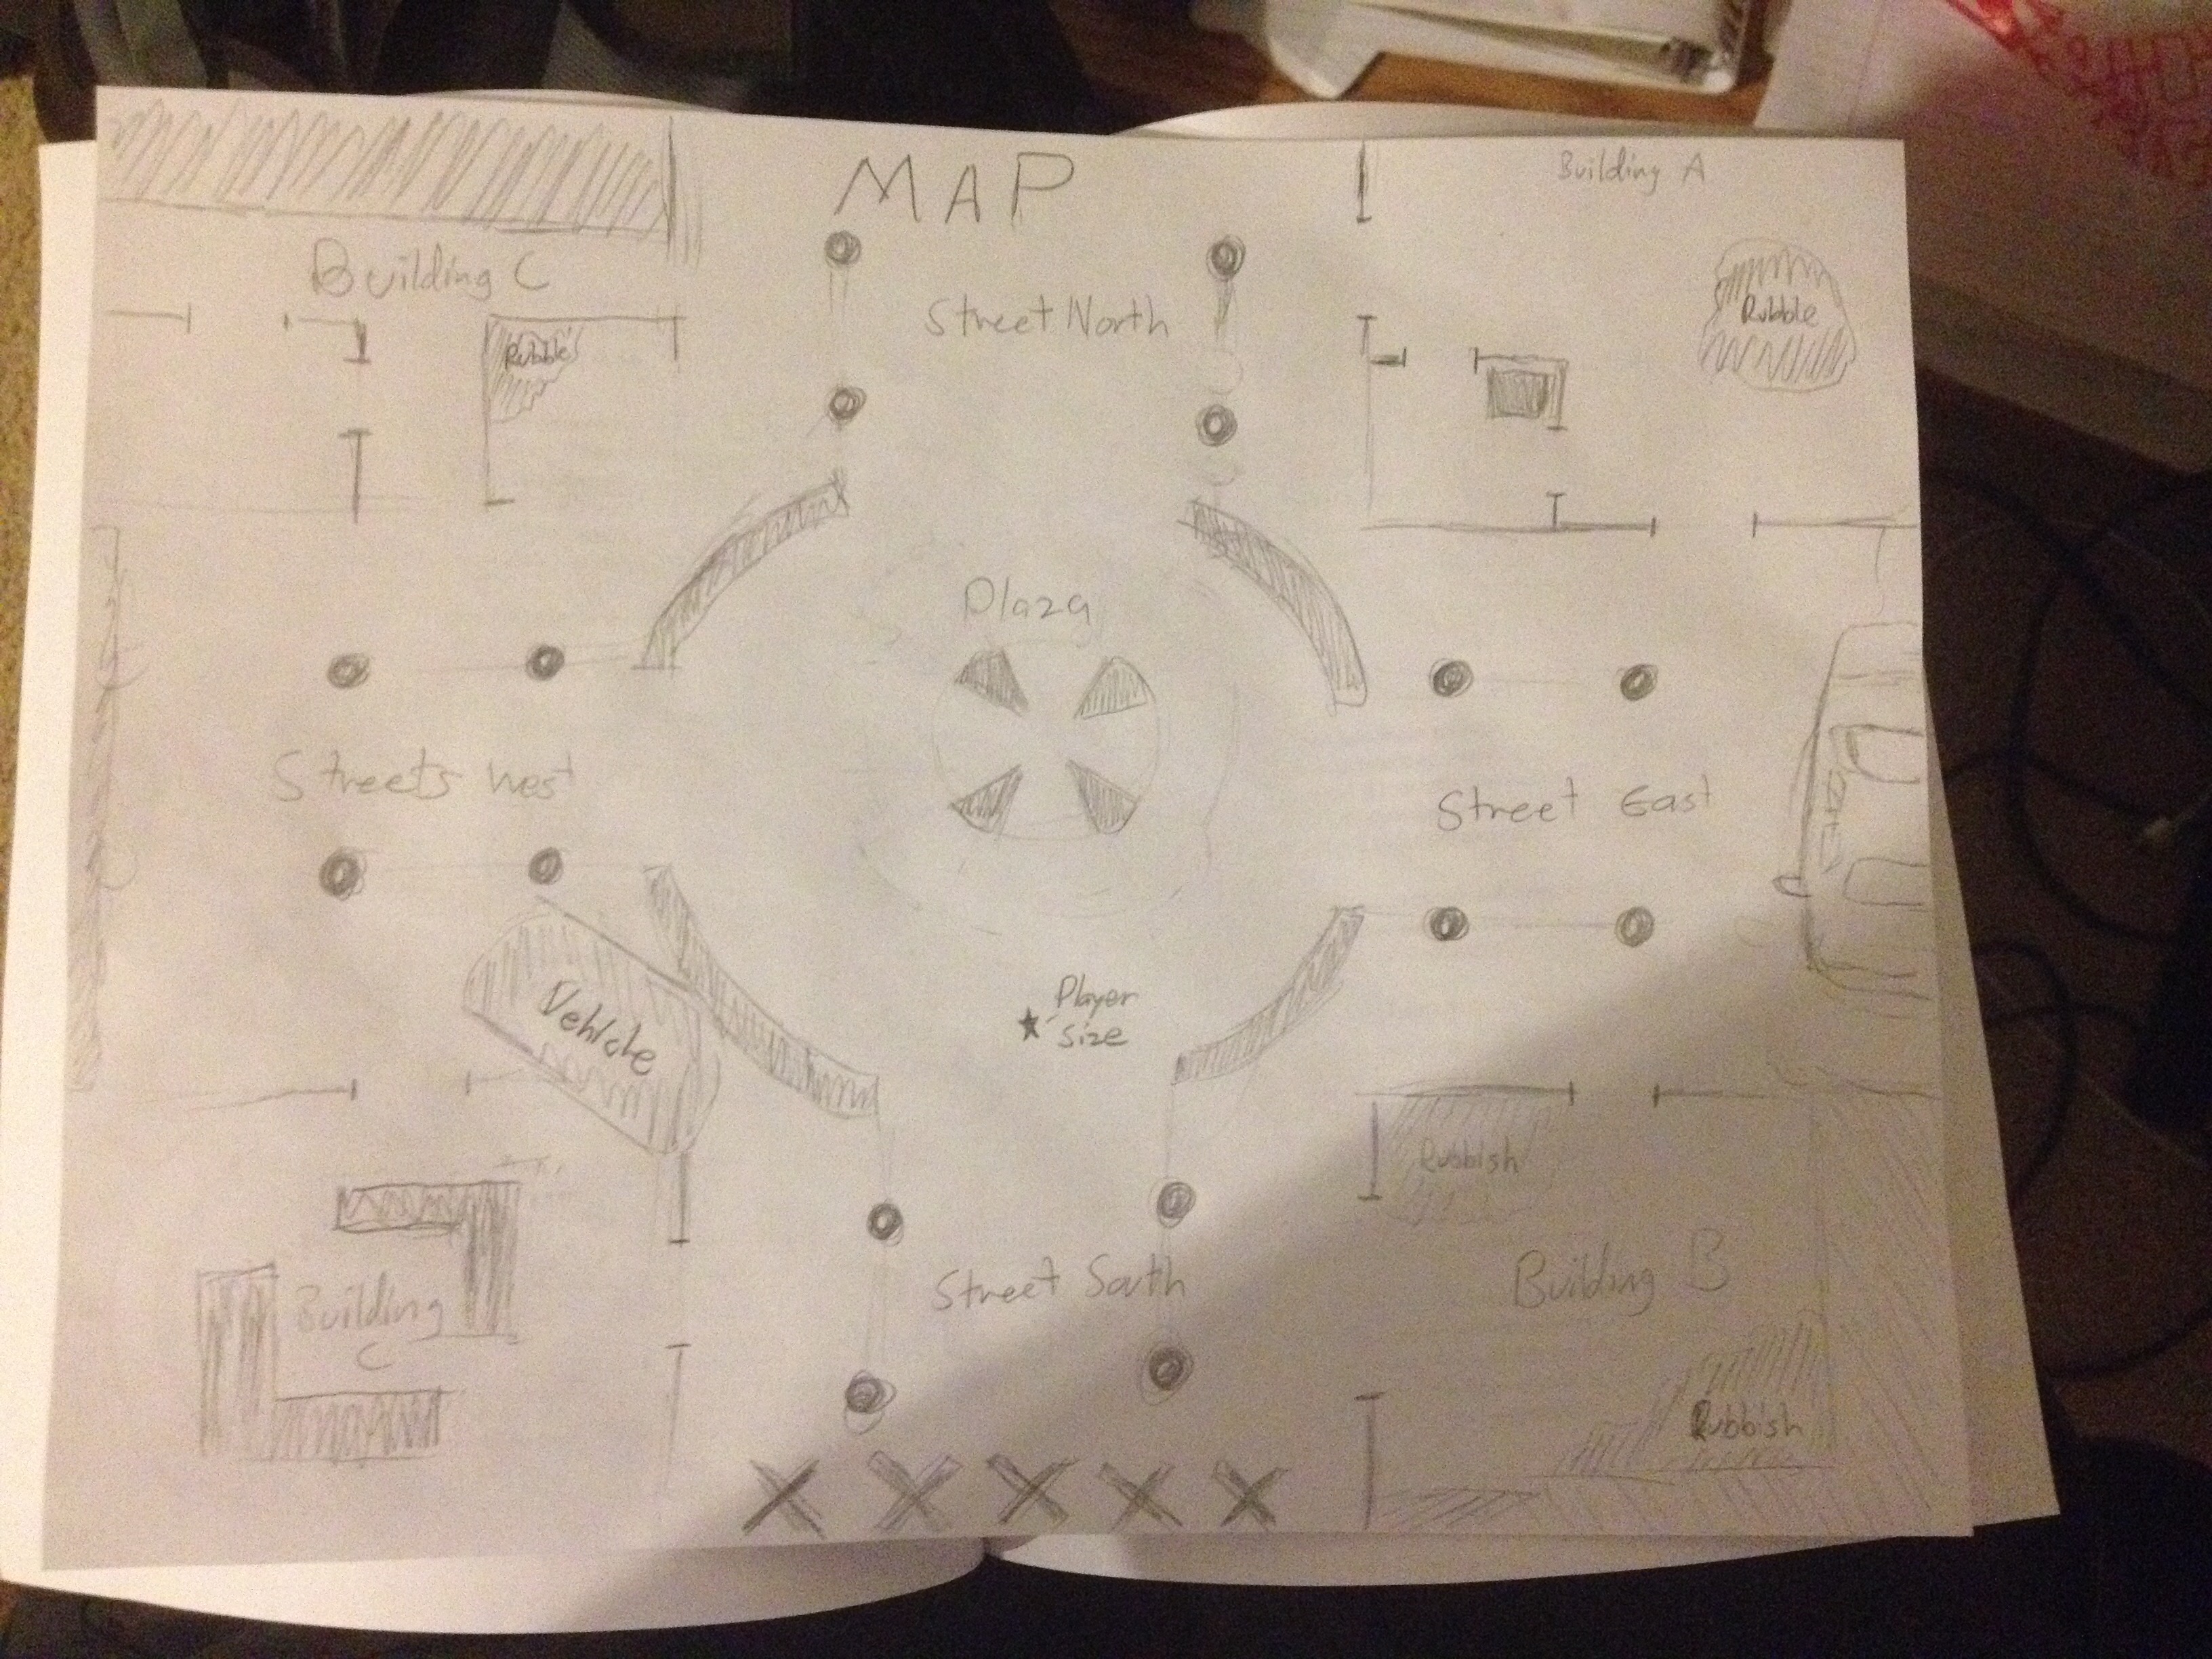 MAP
Building A
Building C
Street North
Rubble
Plaza
Streets West
Street East
Player
Size
Vehicle
Rubbish
Street South
Building B
Building
C
Rubbish